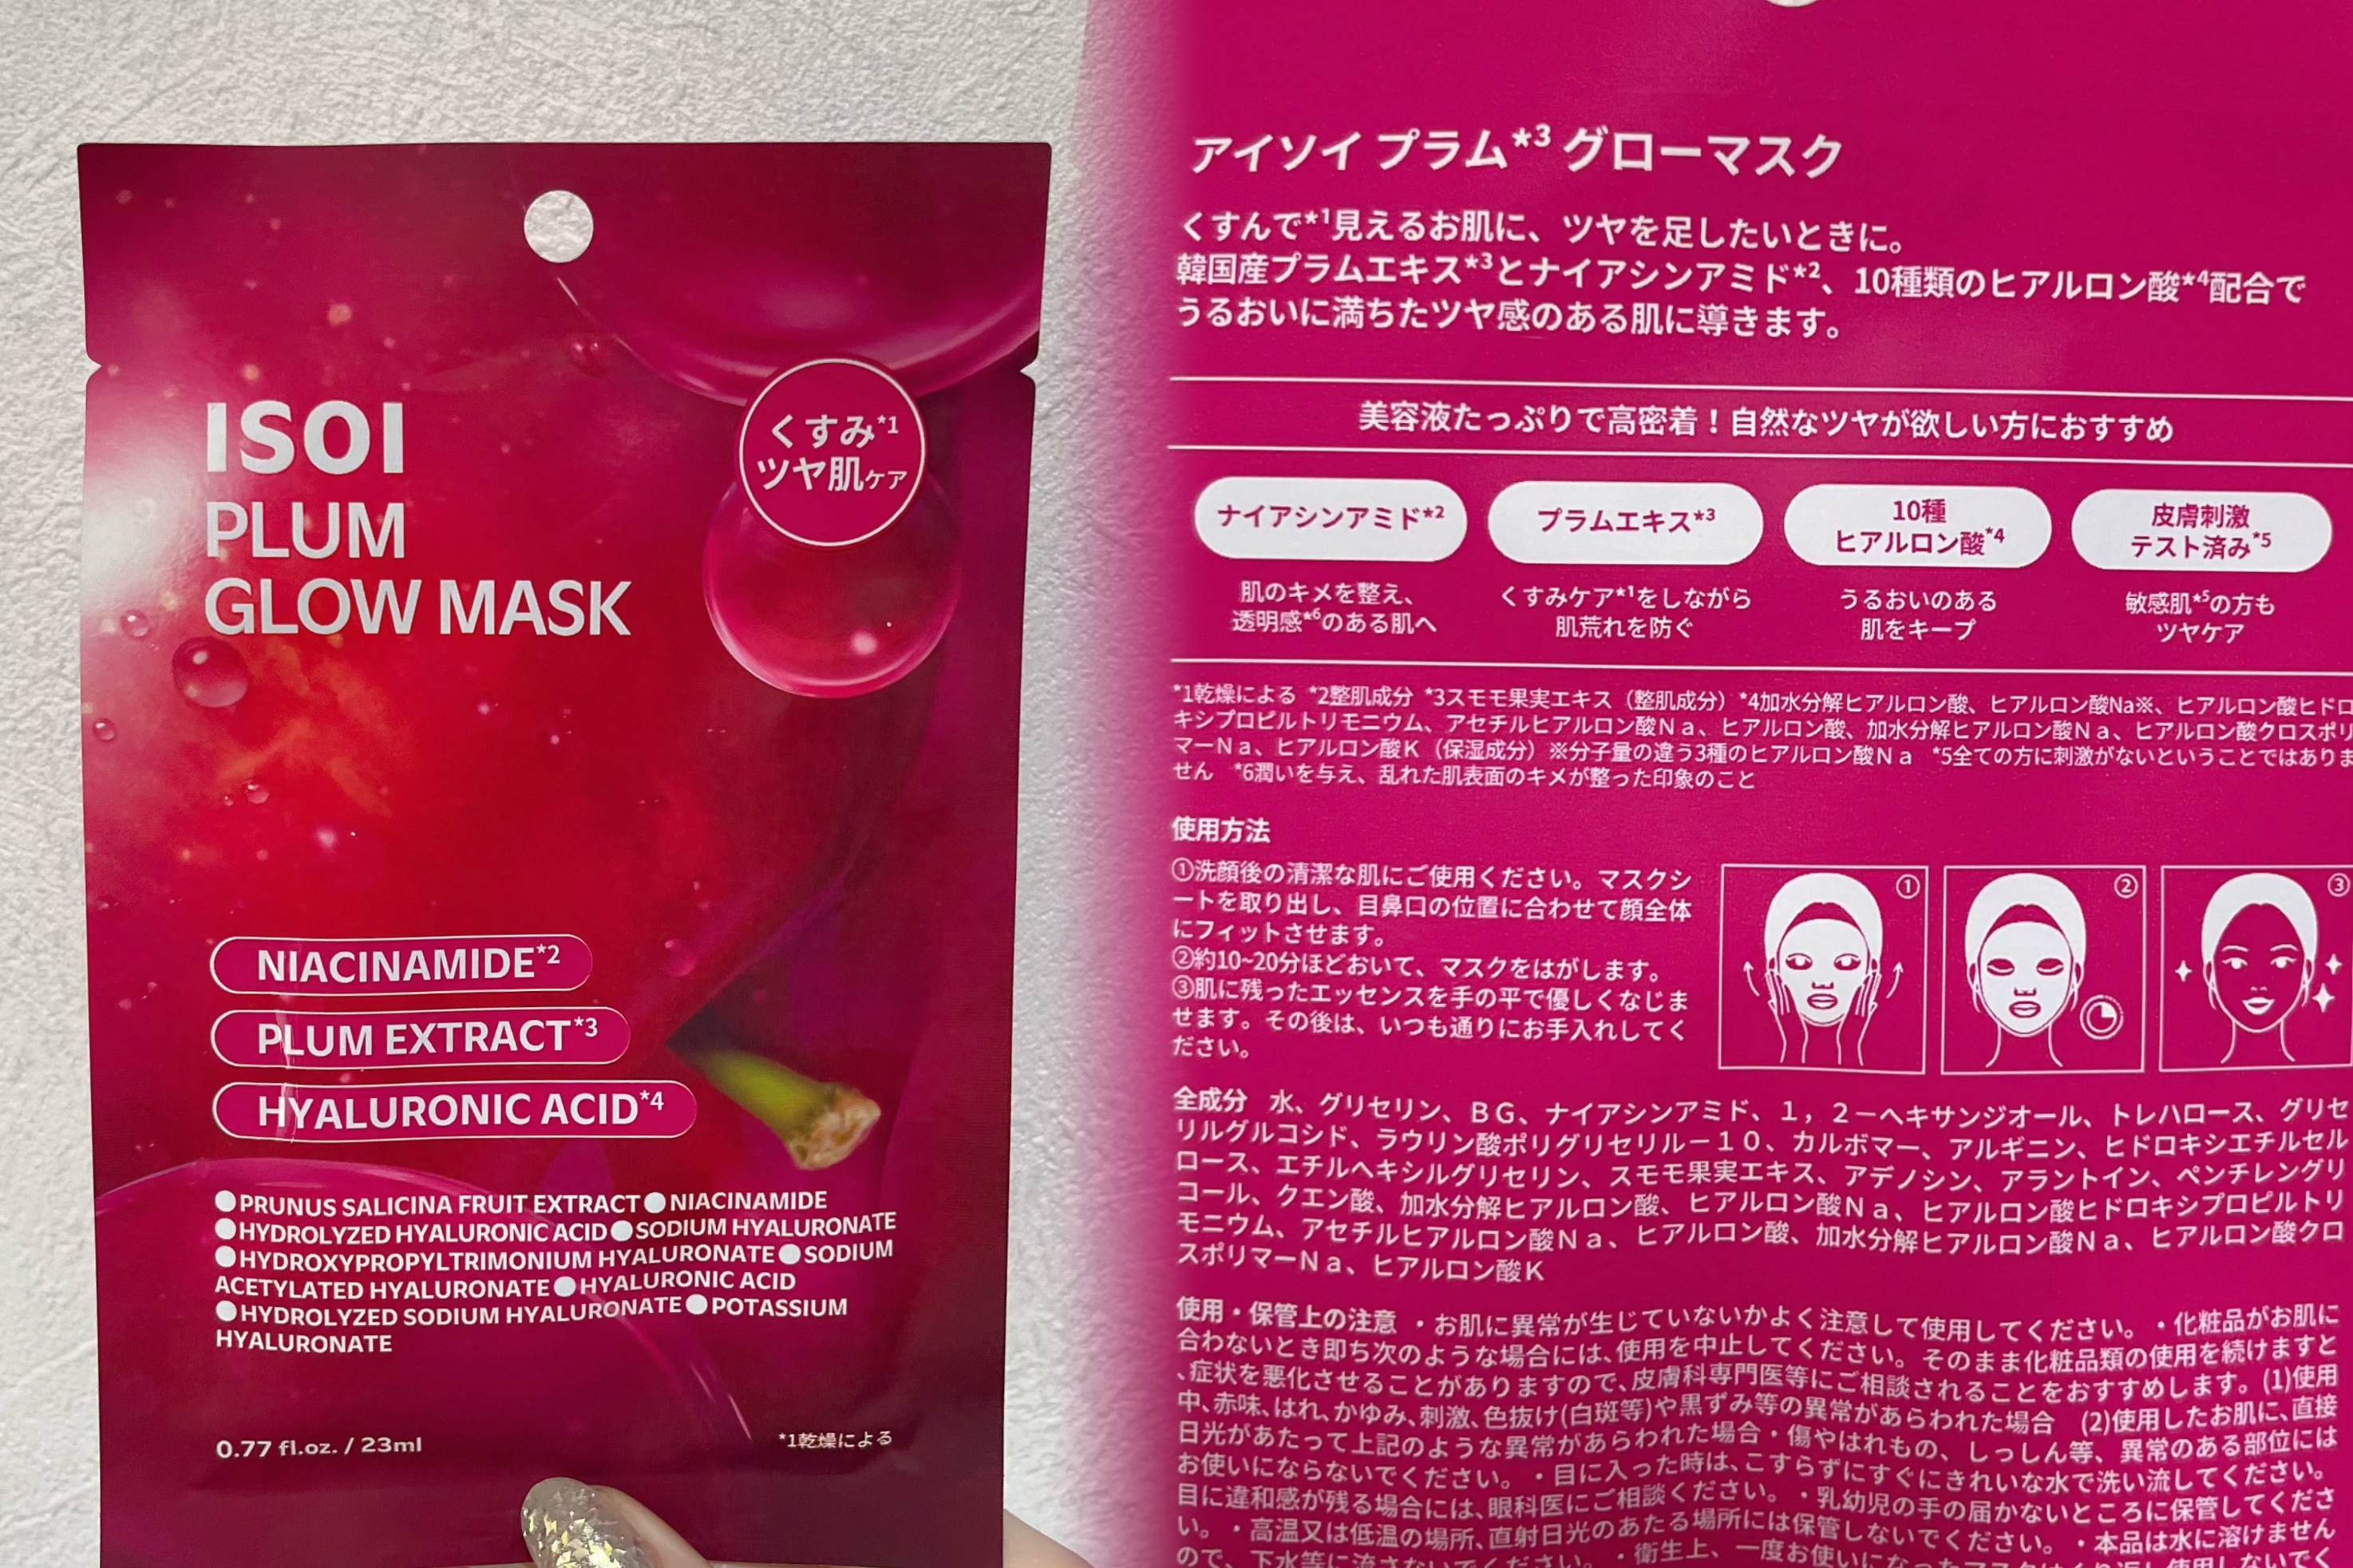 ISOI
PLUM
GLOW MASK
くすみ*1
ツヤ肌ケア
NIACINAMIDE*2
PLUM EXTRACT*3
HYALURONIC ACID*4
●PRUNUS SALICINA FRUIT EXTRACT●NIACINAMIDE
●HYDROLYZED HYALURONIC ACID●SODIUM HYALURONATE
●HYDROXYPROPYLTRIMONIUM HYALURONATE●SODIUM
ACETYLATED HYALURONATE●HYALURONIC ACID
●HYDROLYZED SODIUM HYALURONATE●POTASSIUM
HYALURONATE
0.77 fl.oz. / 23ml
*1乾燥による
アイソイ プラム*3 グローマスク
くすんで*1見えるお肌に、ツヤを足したいときに。
韓国産プラムエキス*3とナイアシンアミド*2、10種類のヒアルロン酸*4配合で
うるおいに満ちたツヤ感のある肌に導きます。
美容液たっぷりで高密着！自然なツヤが欲しい方におすすめ
ナイアシンアミド*2
肌のキメを整え、
透明感*6のある肌へ
プラムエキス*3
くすみケア*1をしながら
肌荒れを防ぐ
10種
ヒアルロン酸*4
うるおいのある
肌をキープ
皮膚刺激
テスト済み*5
敏感肌*5の方も
ツヤケア
*1乾燥による *2整肌成分 *3スモモ果実エキス（整肌成分）*4加水分解ヒアルロン酸、ヒアルロン酸Na※、ヒアルロン酸ヒドロ
キシプロピルトリモニウム、アセチルヒアルロン酸Ｎａ、ヒアルロン酸、加水分解ヒアルロン酸Ｎａ、ヒアルロン酸クロスポリ
マーＮａ、ヒアルロン酸Ｋ（保湿成分）※分子量の違う3種のヒアルロン酸Ｎａ *5全ての方に刺激がないということではありま
せん *6潤いを与え、乱れた肌表面のキメが整った印象のこと
使用方法
①洗顔後の清潔な肌にご使用ください。マスクシ
ートを取り出し、目鼻口の位置に合わせて顔全体
にフィットさせます。
②約10~20分ほどおいて、マスクをはがします。
③肌に残ったエッセンスを手の平で優しくなじま
せます。その後は、いつも通りにお手入れしてく
ださい。
①
②
③
全成分 水、グリセリン、ＢＧ、ナイアシンアミド、１，２－ヘキサンジオール、トレハロース、グリセ
リルグルコシド、ラウリン酸ポリグリセリル－１０、カルボマー、アルギニン、ヒドロキシエチルセル
ロース、エチルヘキシルグリセリン、スモモ果実エキス、アデノシン、アラントイン、ペンチレングリ
コール、クエン酸、加水分解ヒアルロン酸、ヒアルロン酸Ｎａ、ヒアルロン酸ヒドロキシプロピルトリ
モニウム、アセチルヒアルロン酸Ｎａ、ヒアルロン酸、加水分解ヒアルロン酸Ｎａ、ヒアルロン酸クロ
スポリマーＮａ、ヒアルロン酸Ｋ
使用・保管上の注意 ・お肌に異常が生じていないかよく注意して使用してください。・化粧品がお肌に
合わないとき即ち次のような場合には、使用を中止してください。そのまま化粧品類の使用を続けますと
、症状を悪化させることがありますので、皮膚科専門医等にご相談されることをおすすめします。(1)使用
中、赤味、はれ、かゆみ、刺激、色抜け(白斑等)や黒ずみ等の異常があらわれた場合 (2)使用したお肌に、直接
日光があたって上記のような異常があらわれた場合・傷やはれもの、しっしん等、異常のある部位には
お使いにならないでください。・目に入った時は、こすらずにすぐにきれいな水で洗い流してください。
目に違和感が残る場合には、眼科医にご相談ください。・乳幼児の手の届かないところに保管してくださ
い。・高温又は低温の場所、直射日光のあたる場所には保管しないでください。・本品は水に溶けません
ので、下水等に流さないでください。・衛生上、一度お使いになった